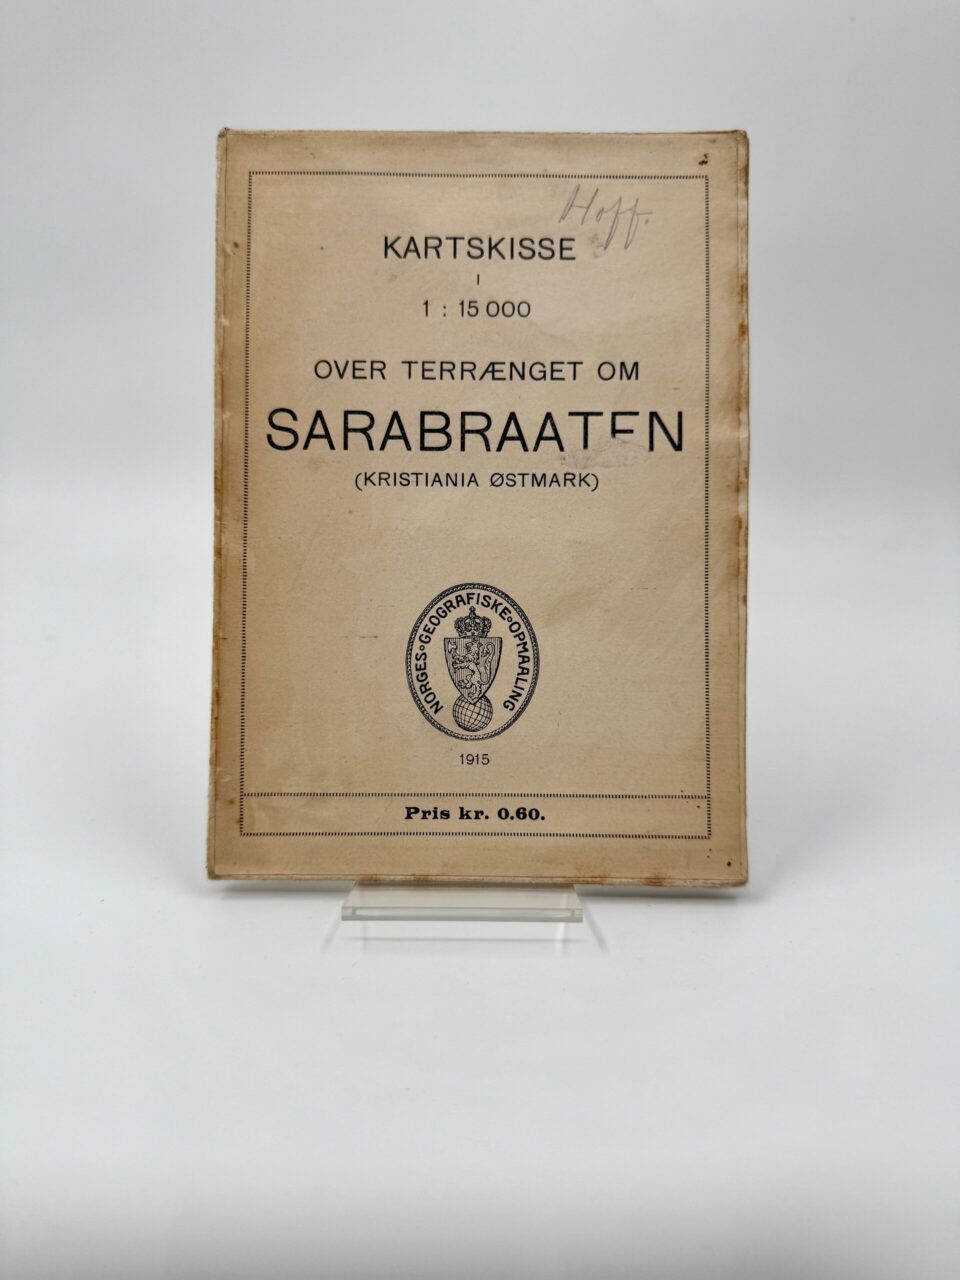 Hoff.
KARTSKISSE
I
1 : 15 000
OVER TERRÆNGET OM
SARABRAATEN
(KRISTIANIA ØSTMARK)
NORGES∘GEOGRAFISKE∘OPMAALING
1915
Pris kr. 0.60.